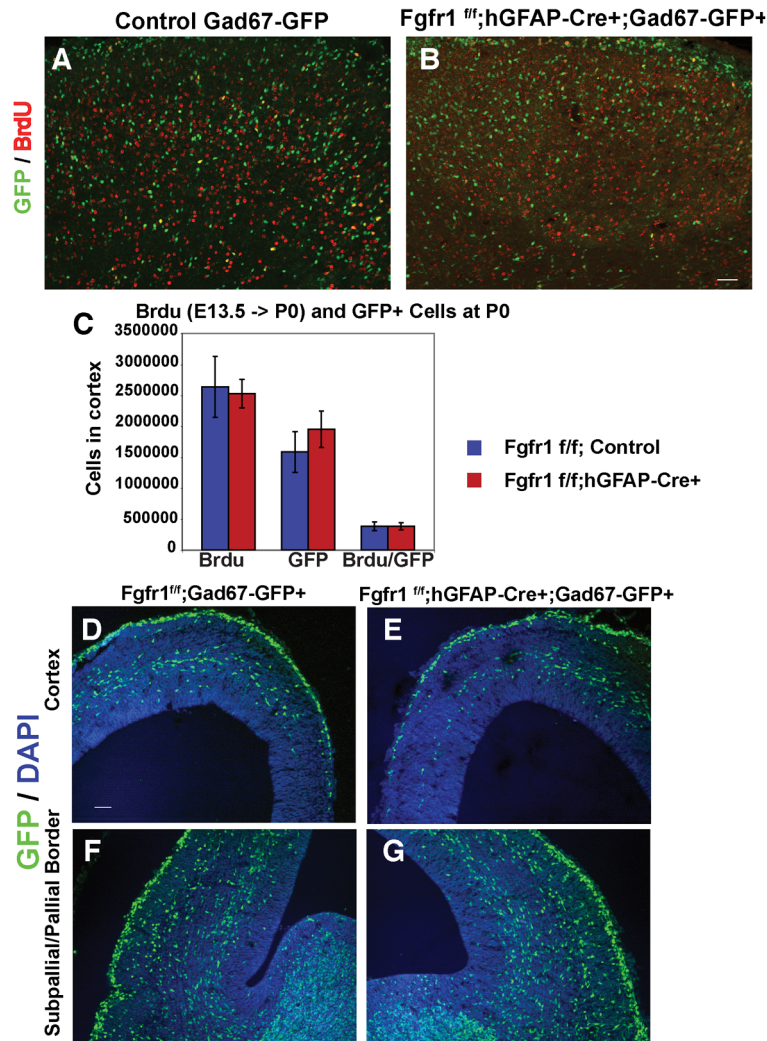 Control Gad67-GFP
Fgfr1 f/f;hGFAP-Cre+;Gad67-GFP+
A
B
GFP / BrdU
Brdu (E13.5 -> P0) and GFP+ Cells at P0
C
Cells in cortex
3500000
3000000
2500000
2000000
1500000
1000000
500000
0
Brdu
GFP
Brdu/GFP
Fgfr1 f/f; Control
Fgfr1 f/f;hGFAP-Cre+
Fgfr1f/f;Gad67-GFP+
Fgfr1 f/f;hGFAP-Cre+;Gad67-GFP+
D
E
Cortex
GFP / DAPI
F
G
Subpallial/Pallial Border